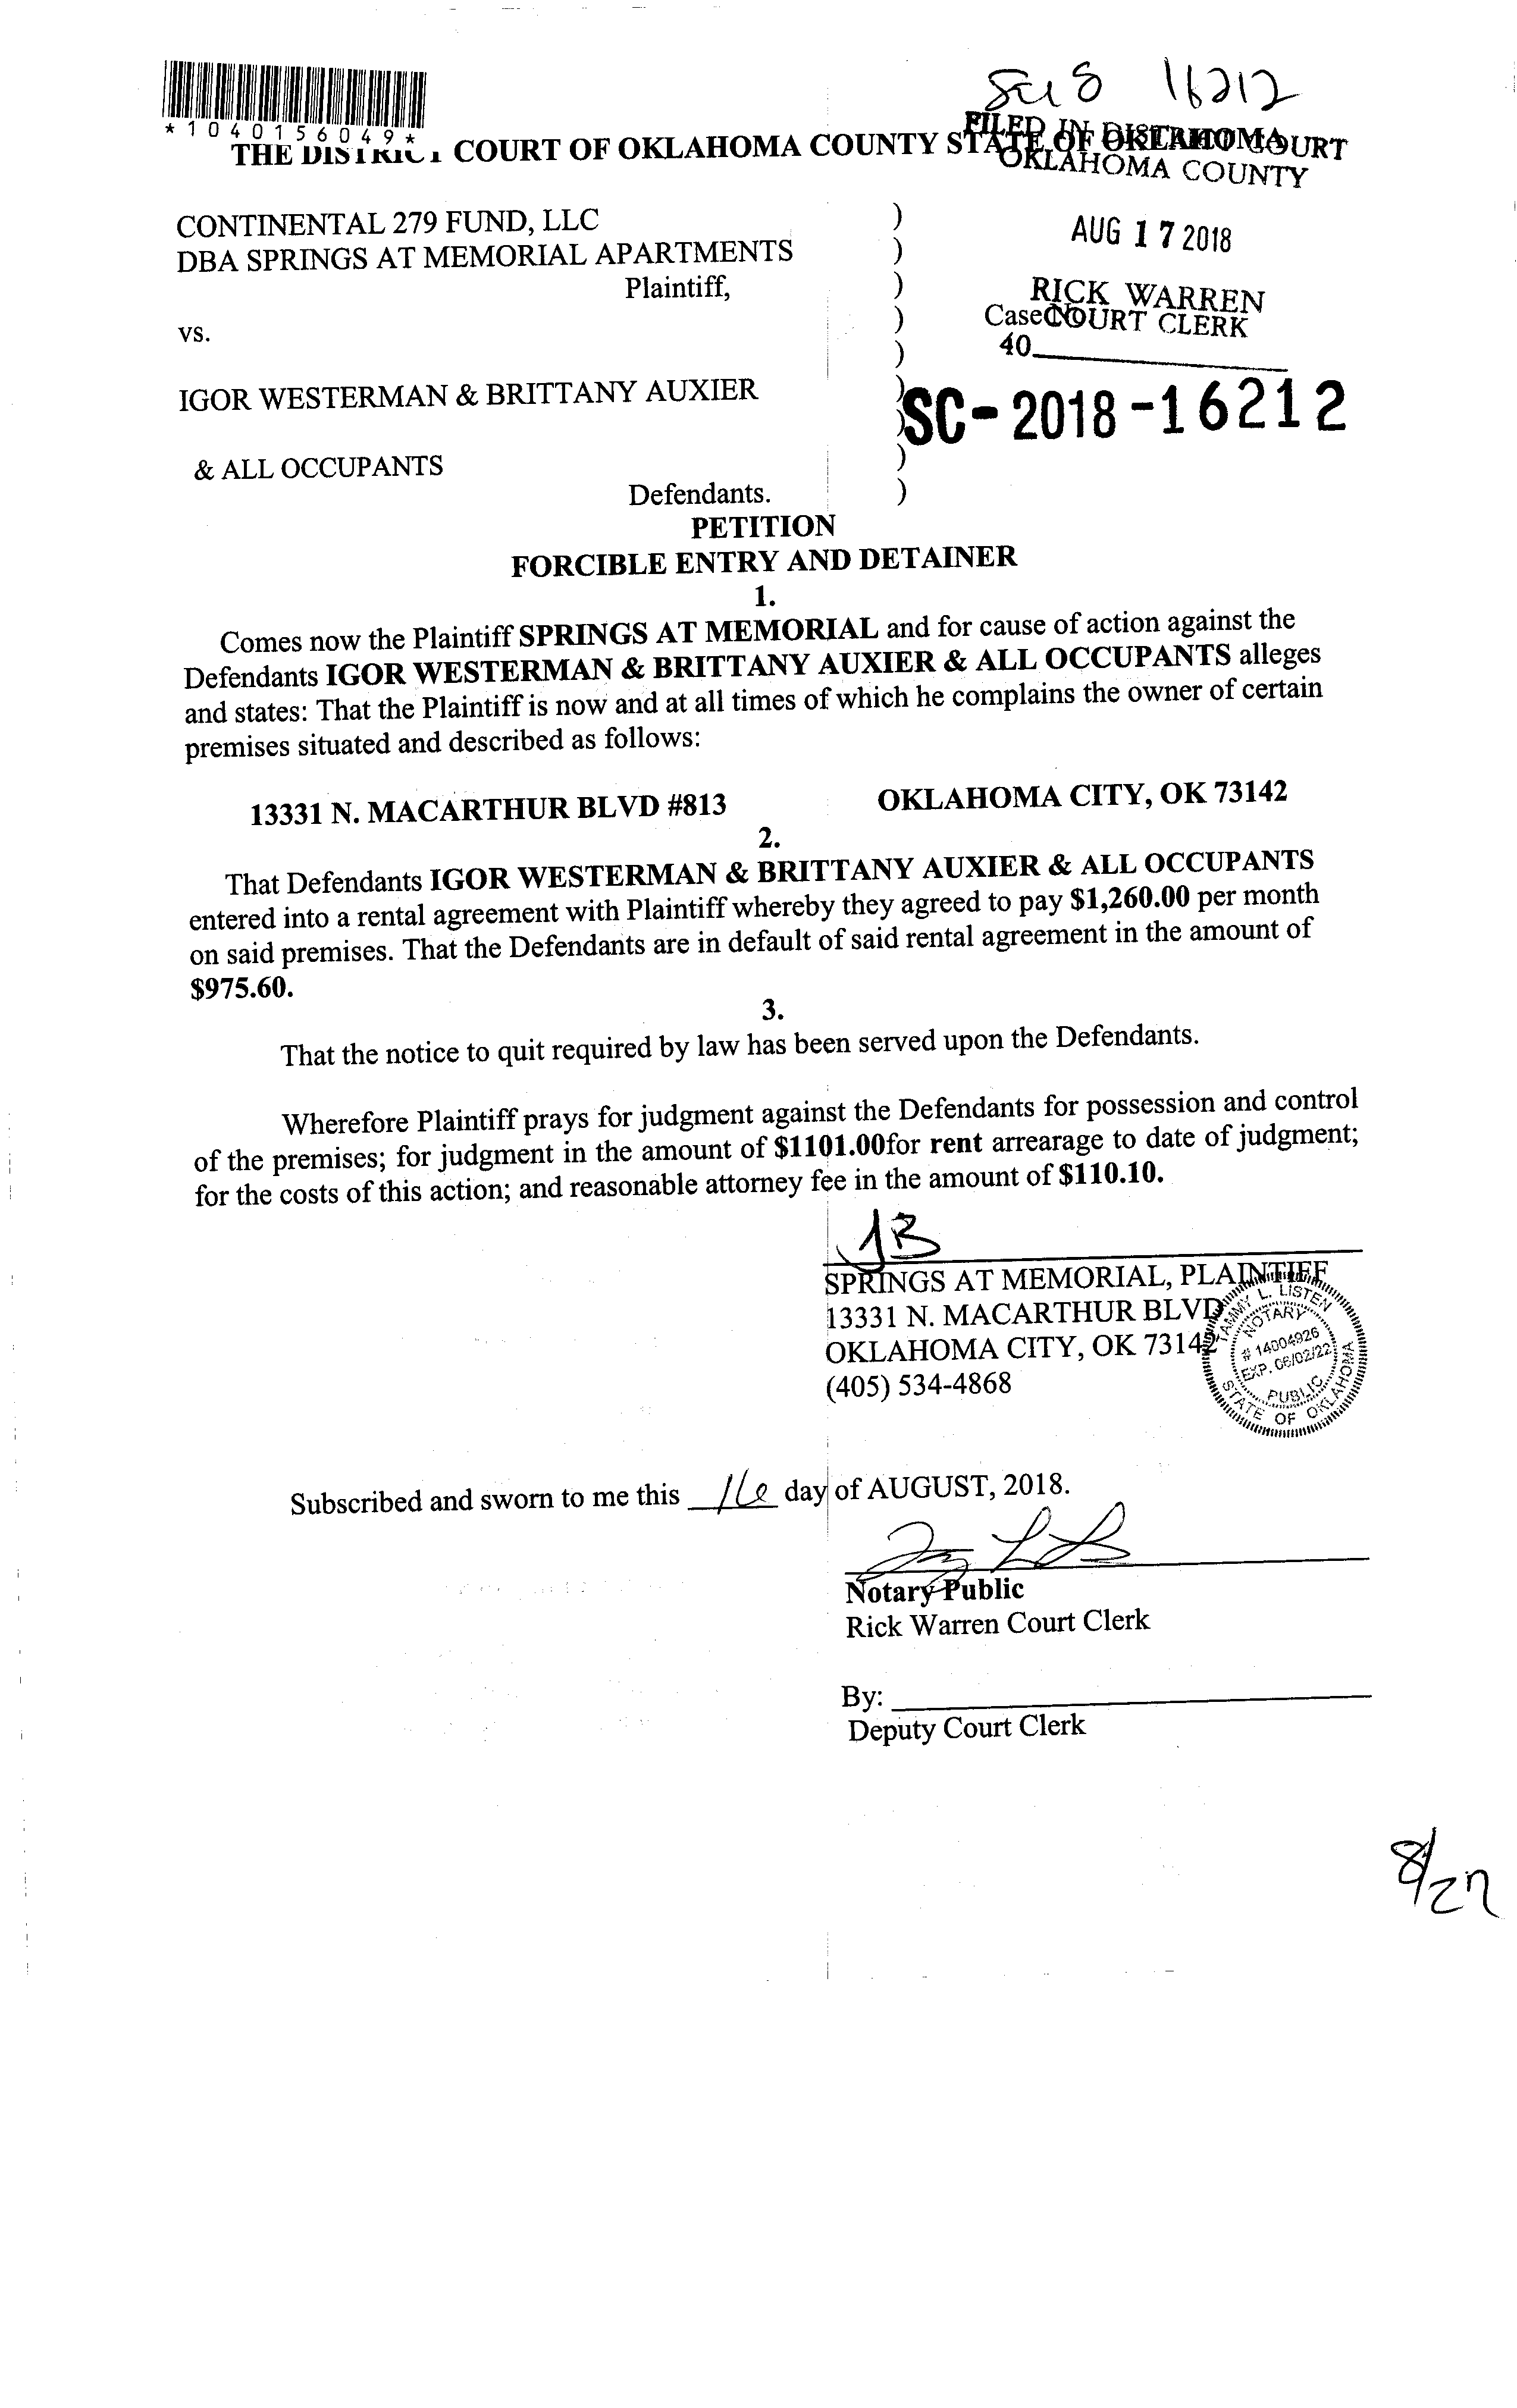 SC18 16212
*1040156049*
THE DISTRICT COURT OF OKLAHOMA COUNTY STATE OF OKLAHOMA
FILED IN DISTRICT COURT
OKLAHOMA COUNTY
CONTINENTAL 279 FUND, LLC )
DBA SPRINGS AT MEMORIAL APARTMENTS )
AUG 17 2018
Plaintiff, )
RICK WARREN
COURT CLERK
vs. ) Case No
) 40
IGOR WESTERMAN & BRITTANY AUXIER )
) SC-2018-16212
& ALL OCCUPANTS )
Defendants. )
PETITION
FORCIBLE ENTRY AND DETAINER
1.
Comes now the Plaintiff SPRINGS AT MEMORIAL and for cause of action against the
Defendants IGOR WESTERMAN & BRITTANY AUXIER & ALL OCCUPANTS alleges
and states: That the Plaintiff is now and at all times of which he complains the owner of certain
premises situated and described as follows:
13331 N. MACARTHUR BLVD #813 OKLAHOMA CITY, OK 73142
2.
That Defendants IGOR WESTERMAN & BRITTANY AUXIER & ALL OCCUPANTS
entered into a rental agreement with Plaintiff whereby they agreed to pay $1,260.00 per month
on said premises. That the Defendants are in default of said rental agreement in the amount of
$975.60.
3.
That the notice to quit required by law has been served upon the Defendants.
Wherefore Plaintiff prays for judgment against the Defendants for possession and control
of the premises; for judgment in the amount of $1101.00for rent arrearage to date of judgment;
for the costs of this action; and reasonable attorney fee in the amount of $110.10.
JB
SPRINGS AT MEMORIAL, PLAINTIFF
13331 N. MACARTHUR BLVD
OKLAHOMA CITY, OK 73142
(405) 534-4868
TAMMY L. LISTEN
NOTARY
# 14004926
EXP. 06/02/22
PUBLIC
STATE OF OKLAHOMA
Subscribed and sworn to me this 16 day of AUGUST, 2018.
Notary Public
Rick Warren Court Clerk
By:
Deputy Court Clerk
8/27